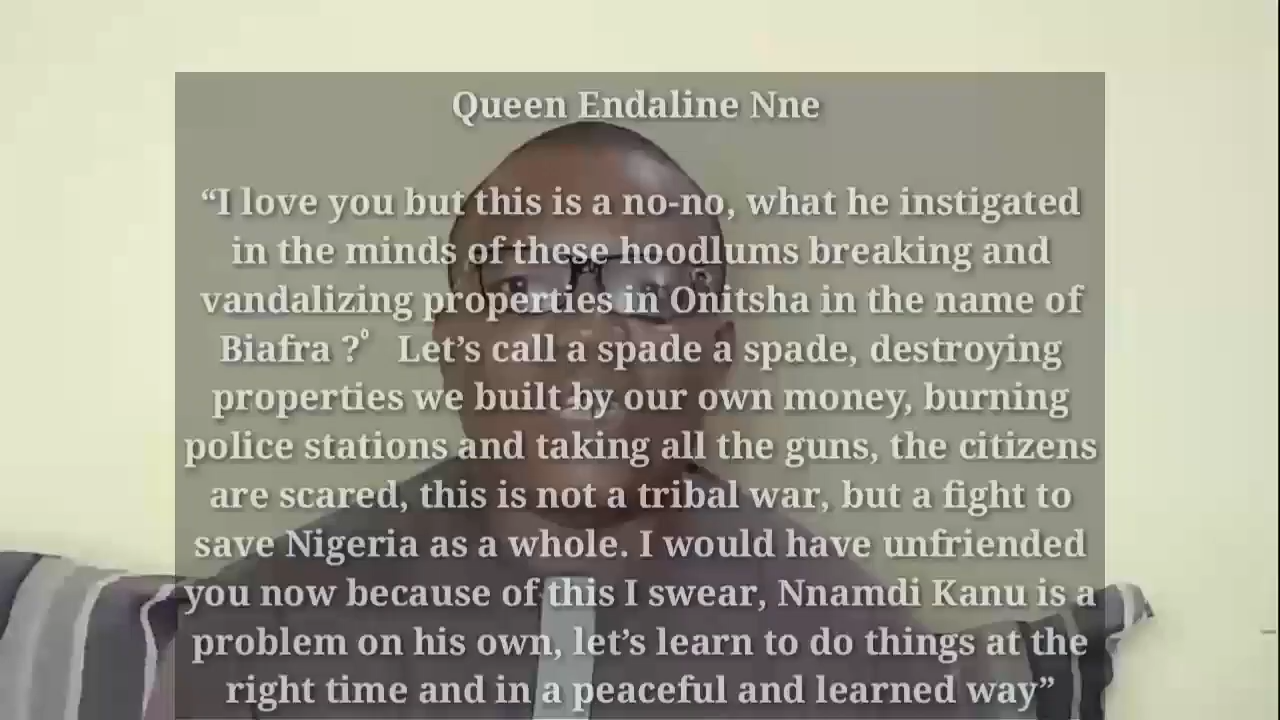 Queen Endaline Nne
“I love you but this is a no-no, what he instigated
in the minds of these hoodlums breaking and
vandalizing properties in Onitsha in the name of
Biafra ?° Let’s call a spade a spade, destroying
properties we built by our own money, burning
police stations and taking all the guns, the citizens
are scared, this is not a tribal war, but a fight to
save Nigeria as a whole. I would have unfriended
you now because of this I swear, Nnamdi Kanu is a
problem on his own, let’s learn to do things at the
right time and in a peaceful and learned way”